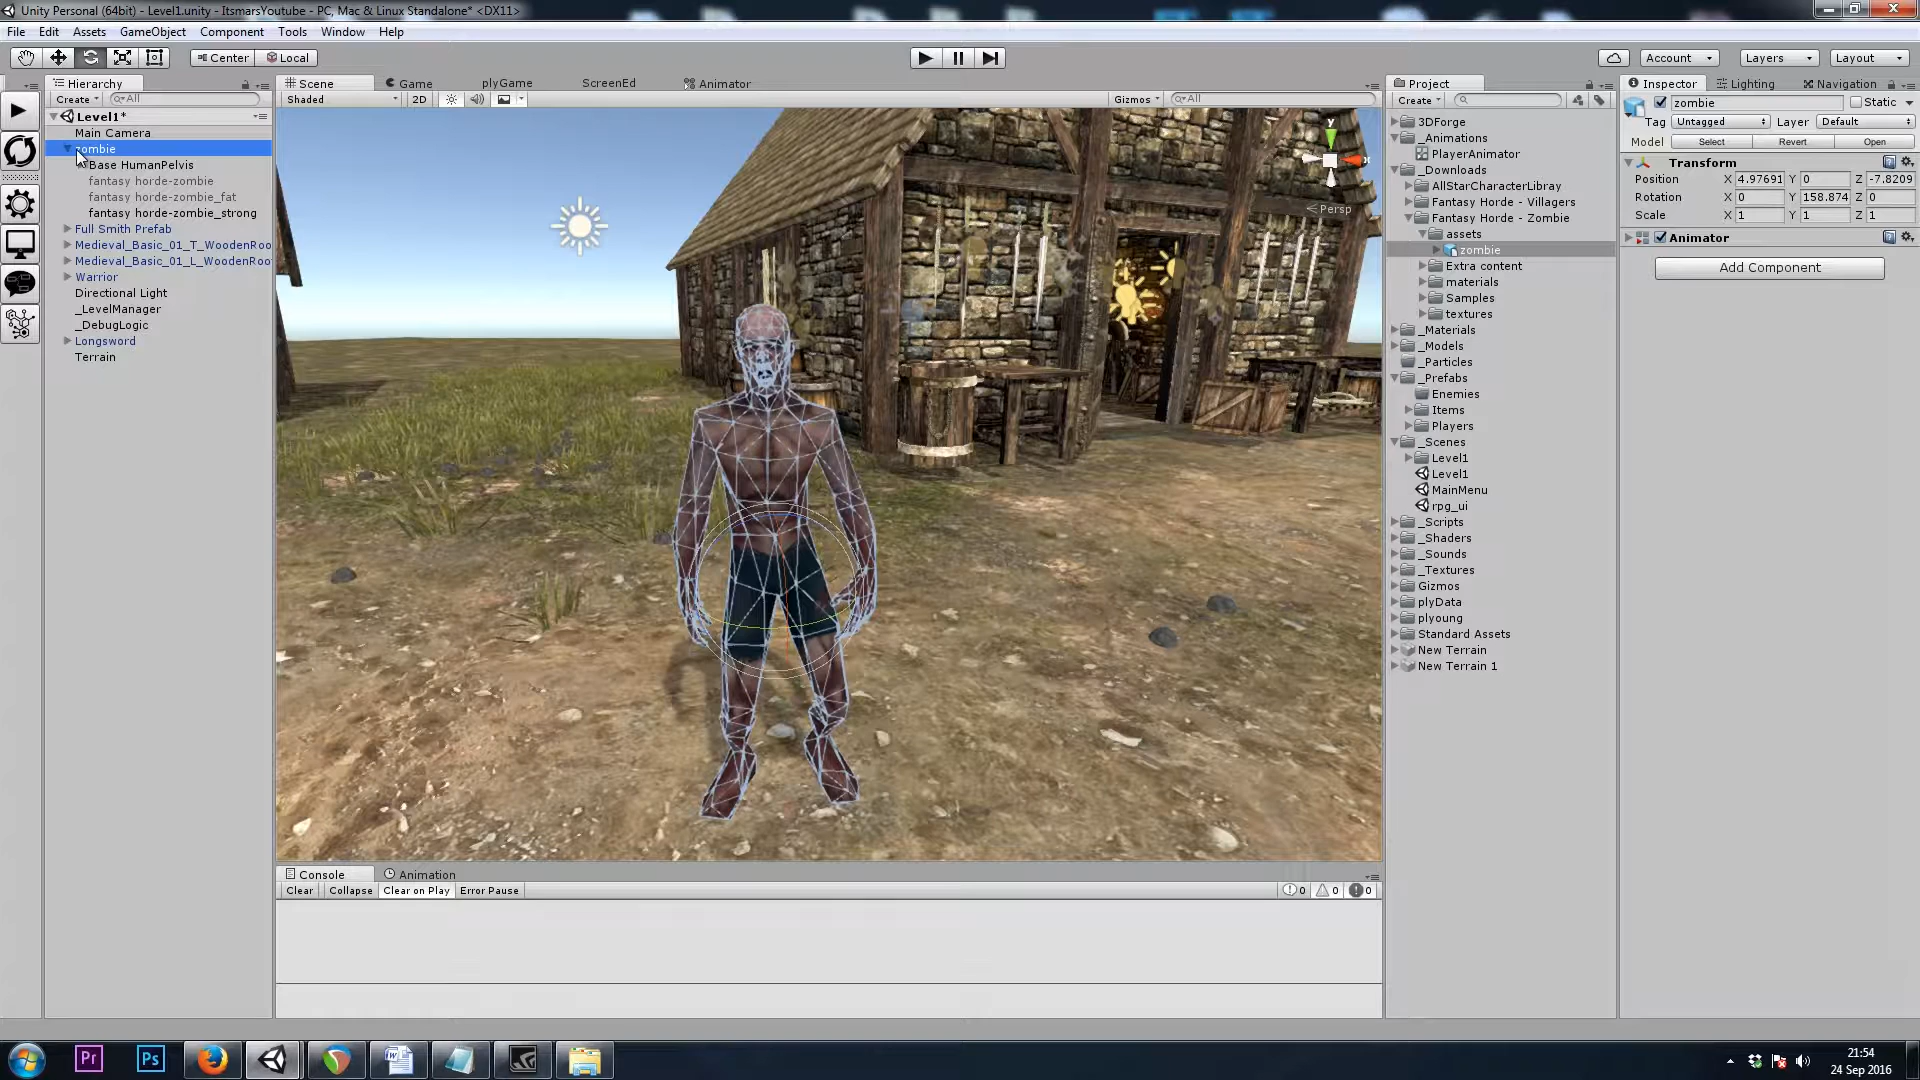 Unity Personal (64bit) - Level1.unity - ItsmarsYoutube - PC, Mac & Linux Standalone* <DX11>
File Edit Assets GameObject Component Tools Window Help
Center Local Account Layers Layout
Hierarchy
Create All
Level1*
Main Camera
zombie
Base HumanPelvis
fantasy horde-zombie
fantasy horde-zombie_fat
fantasy horde-zombie_strong
Full Smith Prefab
Medieval_Basic_01_T_WoodenRoo
Medieval_Basic_01_L_WoodenRoo
Warrior
Directional Light
_LevelManager
_DebugLogic
Longsword
Terrain
Scene Game plyGame ScreenEd Animator
Shaded 2D Gizmos All
y
x
Persp
Console Animation
Clear Collapse Clear on Play Error Pause 0 0 0
Project
Create
3DForge
_Animations
PlayerAnimator
_Downloads
AllStarCharacterLibray
Fantasy Horde - Villagers
Fantasy Horde - Zombie
assets
zombie
Extra content
materials
Samples
textures
_Materials
_Models
_Particles
_Prefabs
Enemies
Items
Players
_Scenes
Level1
Level1
MainMenu
rpg_ui
_Scripts
_Shaders
_Sounds
_Textures
Gizmos
plyData
plyoung
Standard Assets
New Terrain
New Terrain 1
Inspector Lighting Navigation
zombie Static
Tag Untagged Layer Default
Model Select Revert Open
Transform
Position X 4.97691 Y 0 Z -7.8209
Rotation X 0 Y 158.874 Z 0
Scale X 1 Y 1 Z 1
Animator
Add Component
Pr Ps
21:54
24 Sep 2016